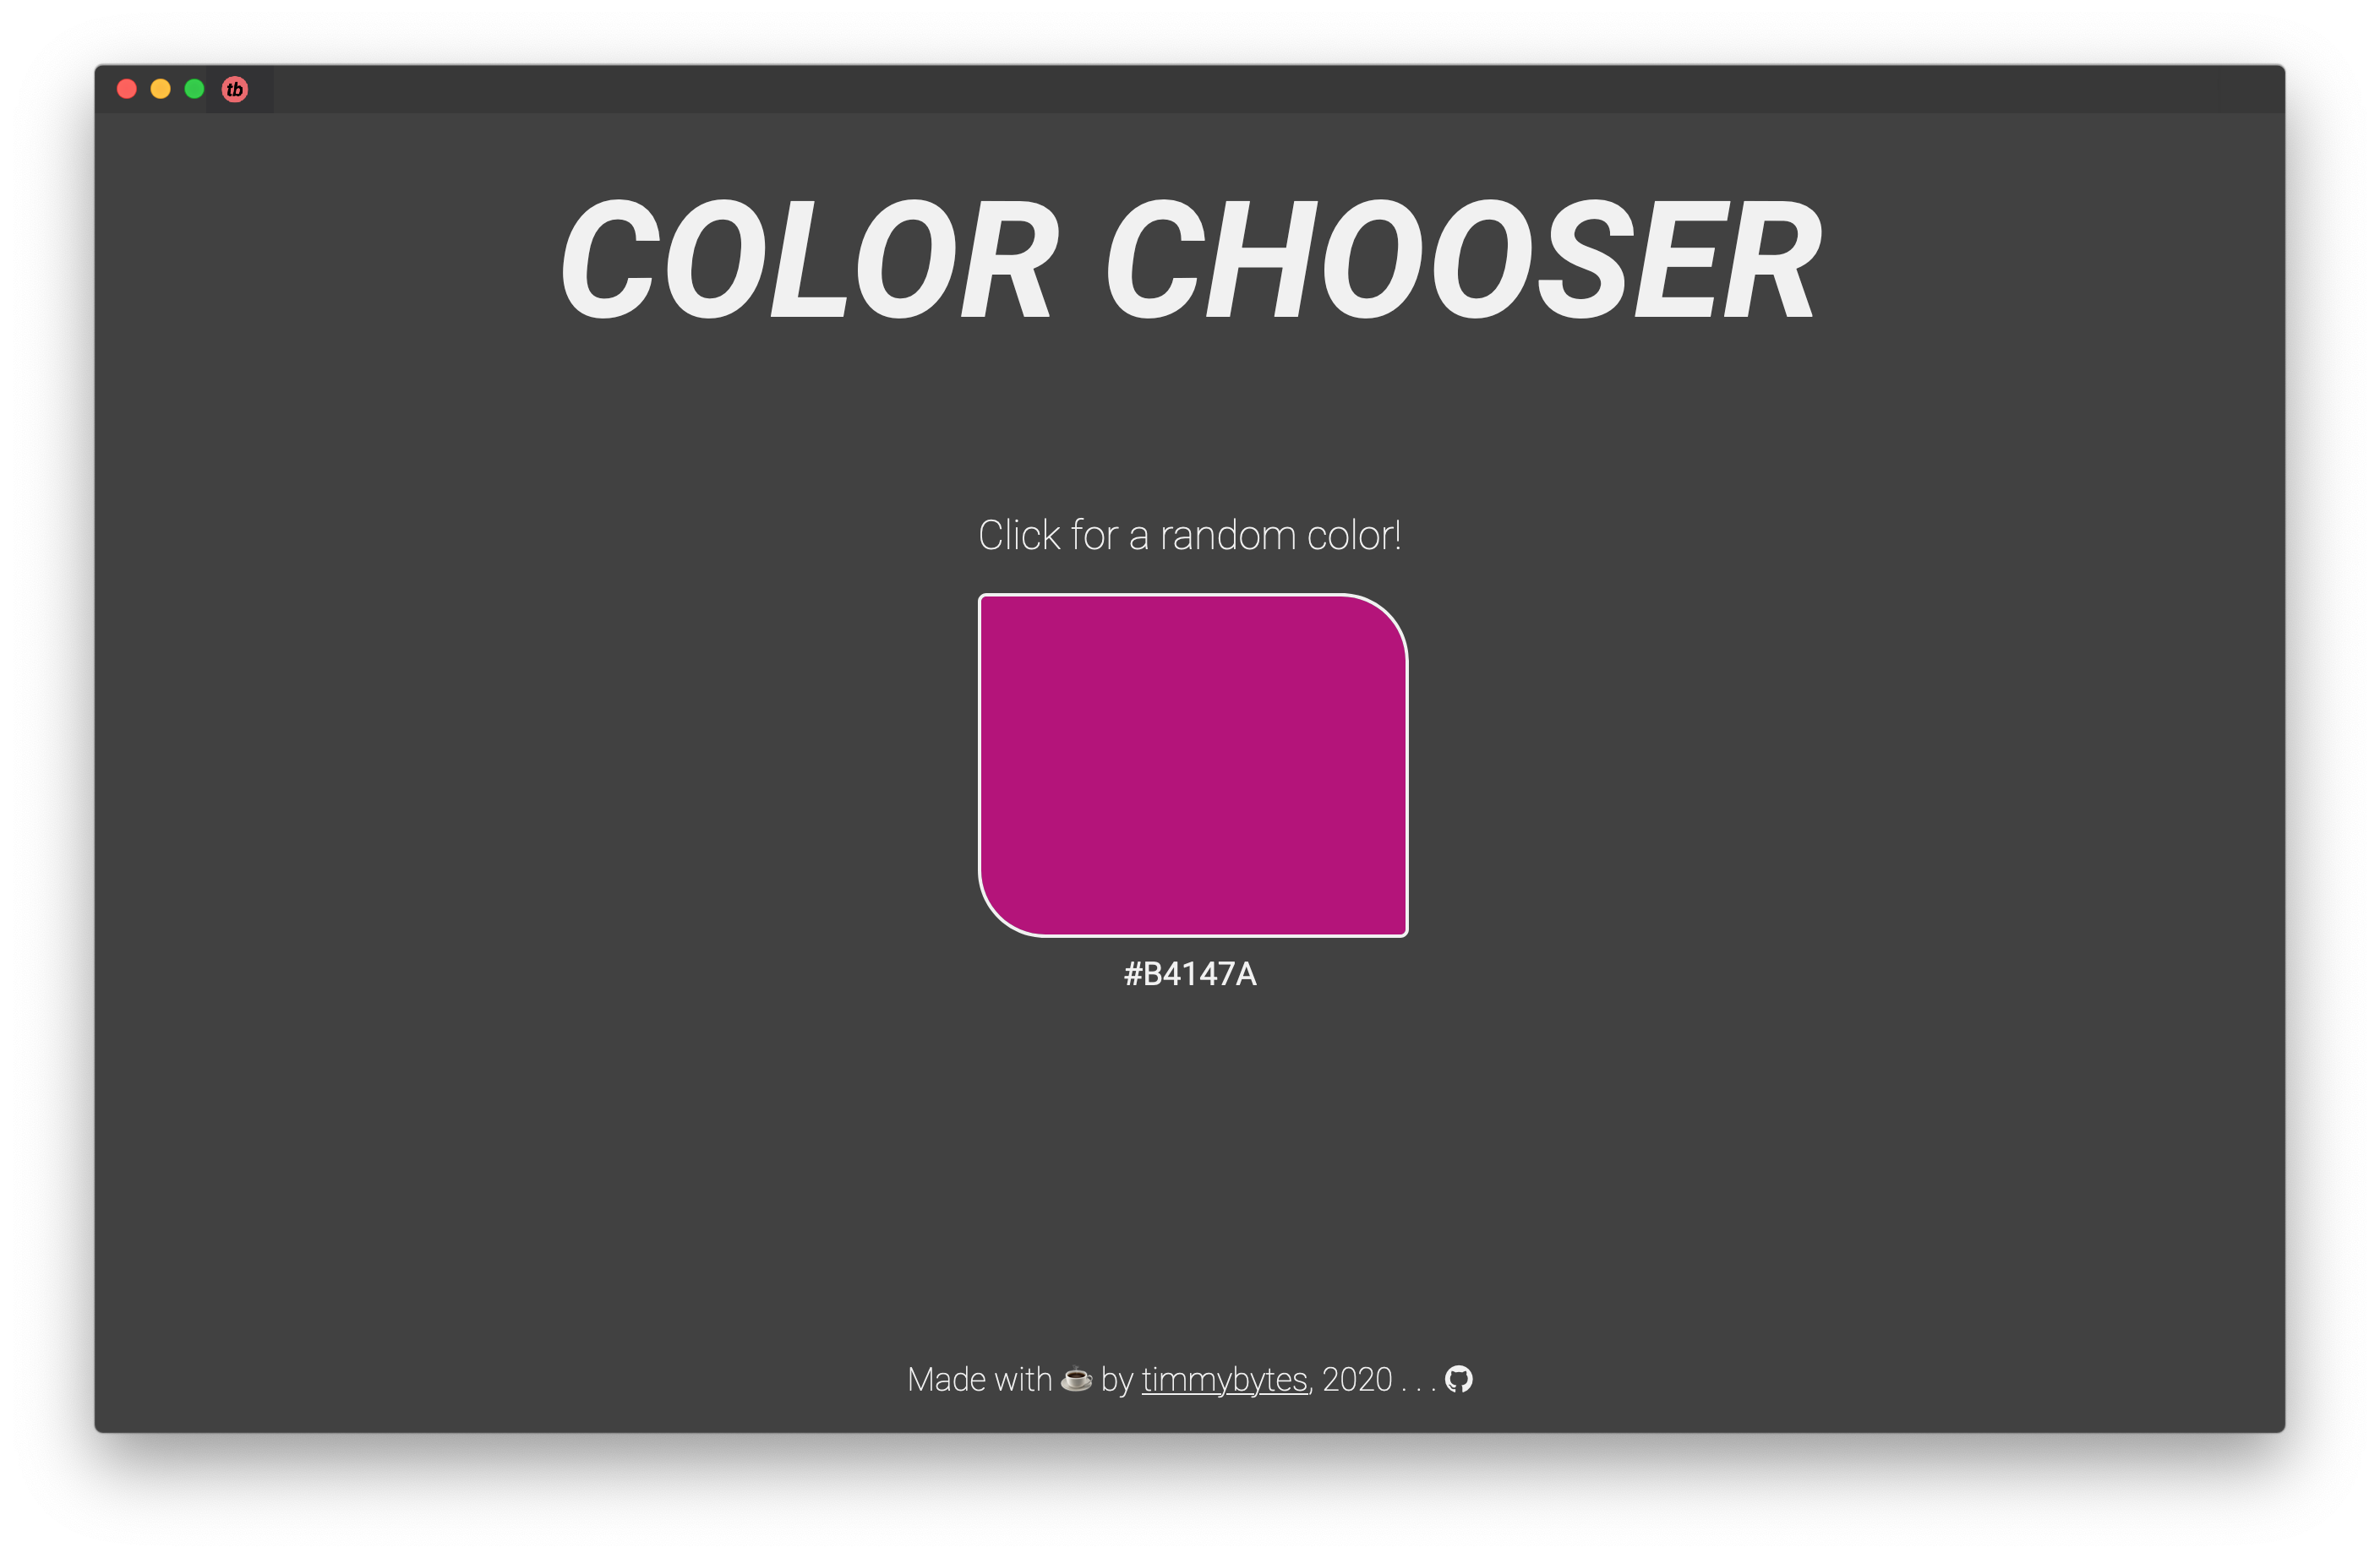 tb
COLOR CHOOSER
Click for a random color!
#B4147A
Made with ☕ by timmybytes, 2020 . . .